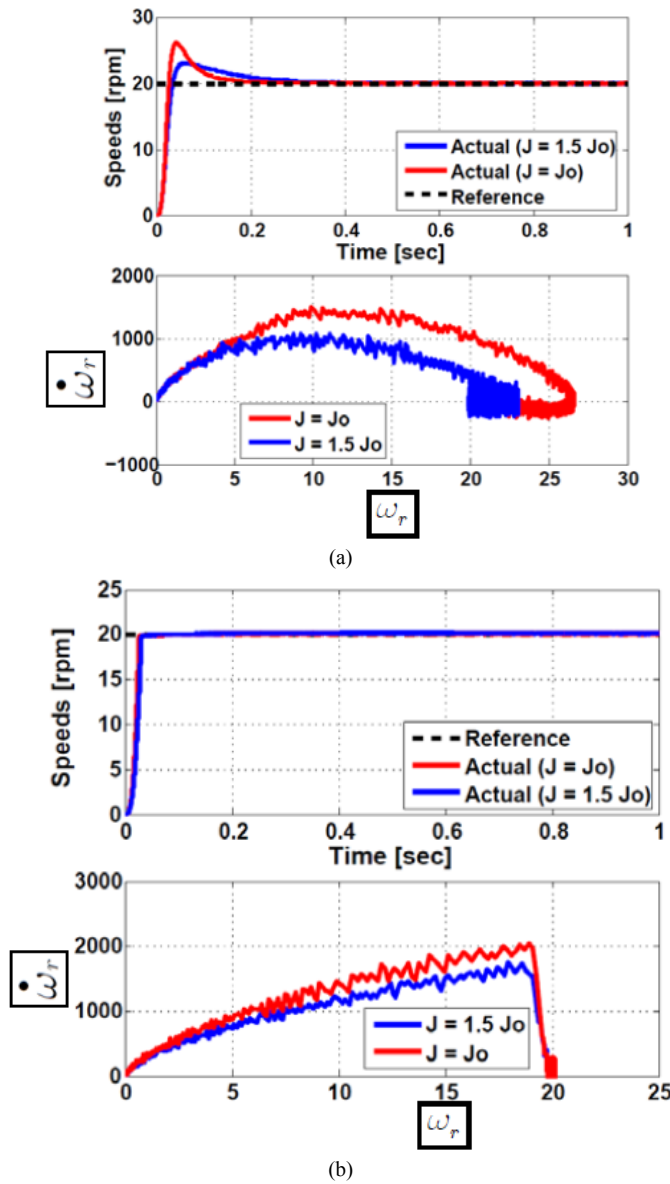 30
20
10
0
Speeds [rpm]
Actual (J = 1.5 Jo)
Actual (J = Jo)
Reference
0 0.2 0.4 0.6 0.8 1
Time [sec]
2000
1000
0
−1000
ω̇_r
J = Jo
J = 1.5 Jo
0 5 10 15 20 25 30
ω_r
(a)
25
20
15
10
5
0
Speeds [rpm]
Reference
Actual (J = Jo)
Actual (J = 1.5 Jo)
0 0.2 0.4 0.6 0.8 1
Time [sec]
3000
2000
1000
0
ω̇_r
J = 1.5 Jo
J = Jo
0 5 10 15 20 25
ω_r
(b)